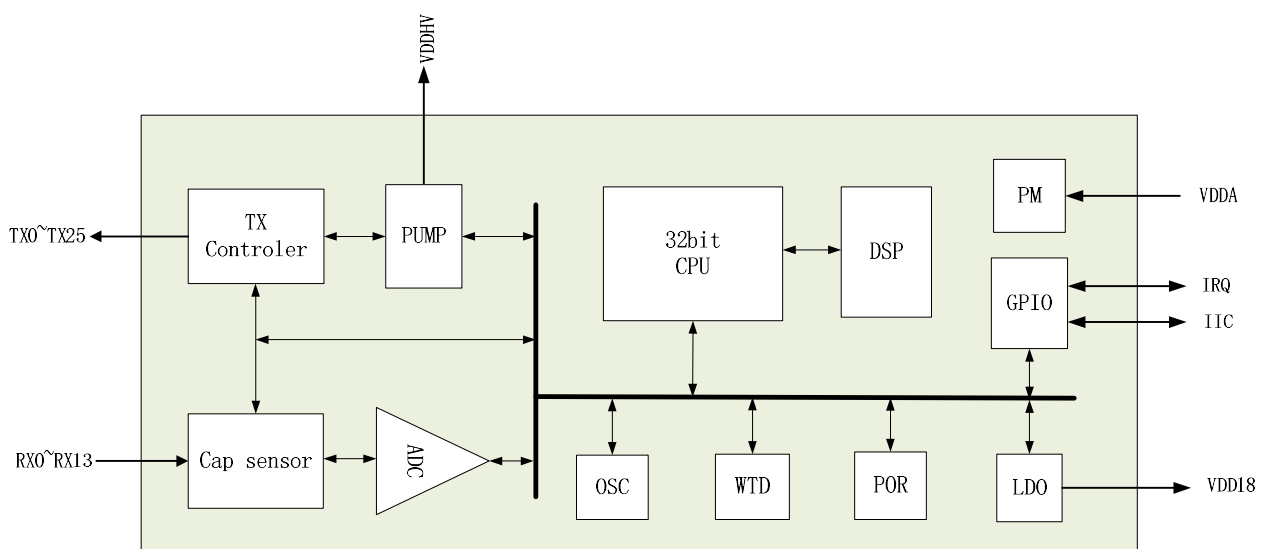 VDDHV
TX0~TX25
TX
Controler
PUMP
32bit
CPU
DSP
PM
VDDA
GPIO
IRQ
IIC
RX0~RX13
Cap sensor
ADC
OSC
WTD
POR
LDO
VDD18